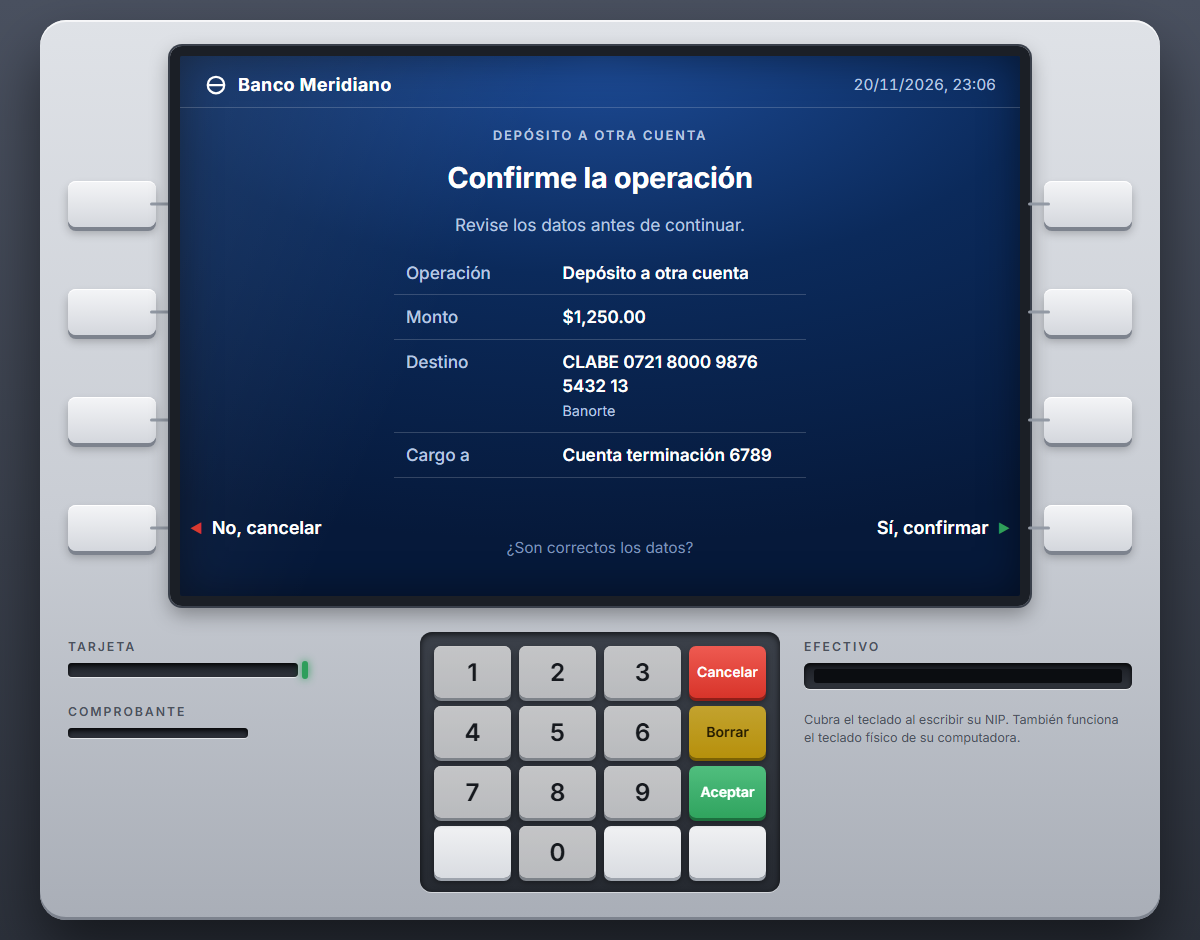 Banco Meridiano
20/11/2026, 23:06
DEPÓSITO A OTRA CUENTA
Confirme la operación
Revise los datos antes de continuar.
Operación Depósito a otra cuenta
Monto $1,250.00
Destino CLABE 0721 8000 9876
5432 13
Banorte
Cargo a Cuenta terminación 6789
No, cancelar
Sí, confirmar
¿Son correctos los datos?
TARJETA
COMPROBANTE
1 2 3 Cancelar
4 5 6 Borrar
7 8 9 Aceptar
0
EFECTIVO
Cubra el teclado al escribir su NIP. También funciona
el teclado físico de su computadora.